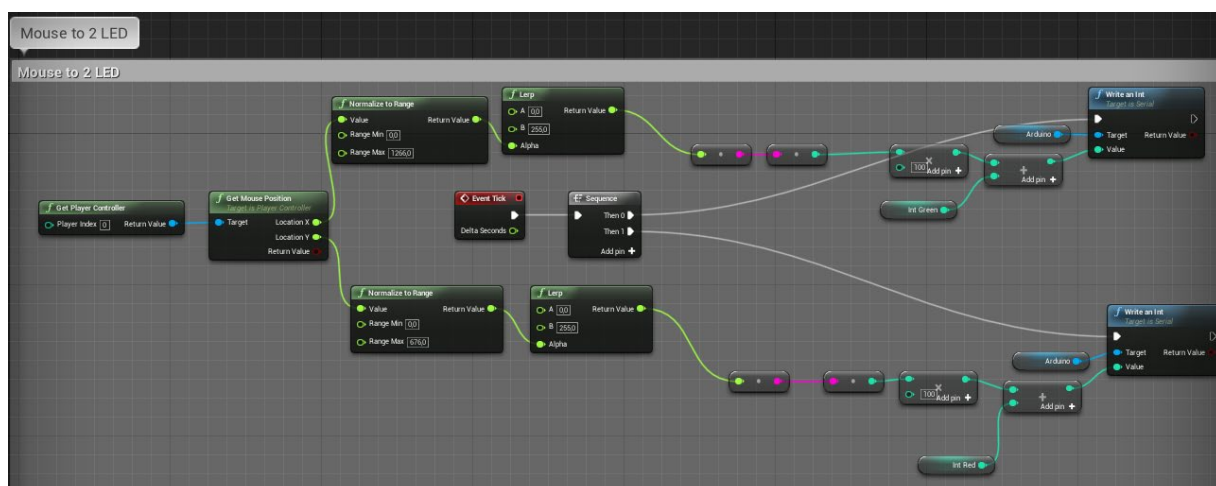 Mouse to 2 LED
Mouse to 2 LED
f Get Player Controller
Player Index 0 Return Value
f Get Mouse Position
Target is Player Controller
Target Location X
Location Y
Return Value
f Normalize to Range
Value Return Value
Range Min 0,0
Range Max 1266,0
f Lerp
A 0,0 Return Value
B 255,0
Alpha
Event Tick
Delta Seconds
Sequence
Then 0
Then 1
Add pin +
×
100 Add pin +
+
Add pin +
Int Green
Arduino
f Write an Int
Target is Serial
Target Return Value
Value
f Normalize to Range
Value Return Value
Range Min 0,0
Range Max 676,0
f Lerp
A 0,0 Return Value
B 255,0
Alpha
×
100 Add pin +
+
Add pin +
Int Red
Arduino
f Write an Int
Target is Serial
Target Return Value
Value